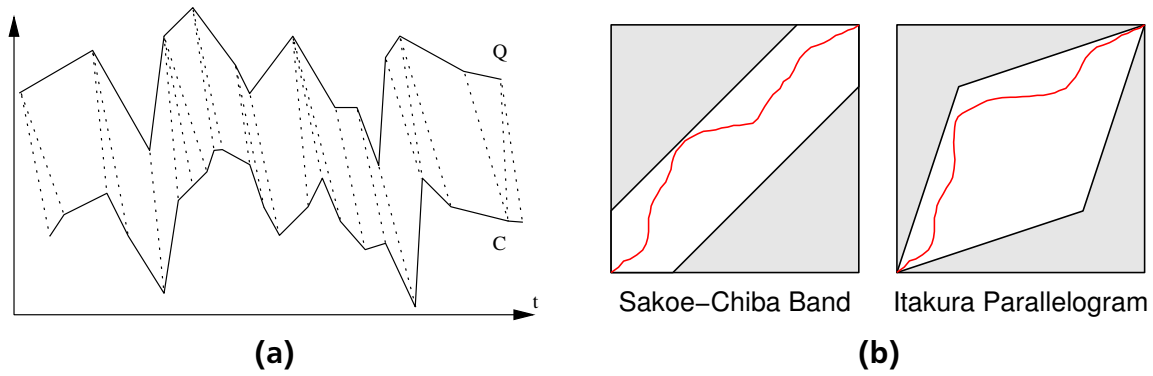 Q
C
t
Sakoe−Chiba Band
Itakura Parallelogram
(a)
(b)